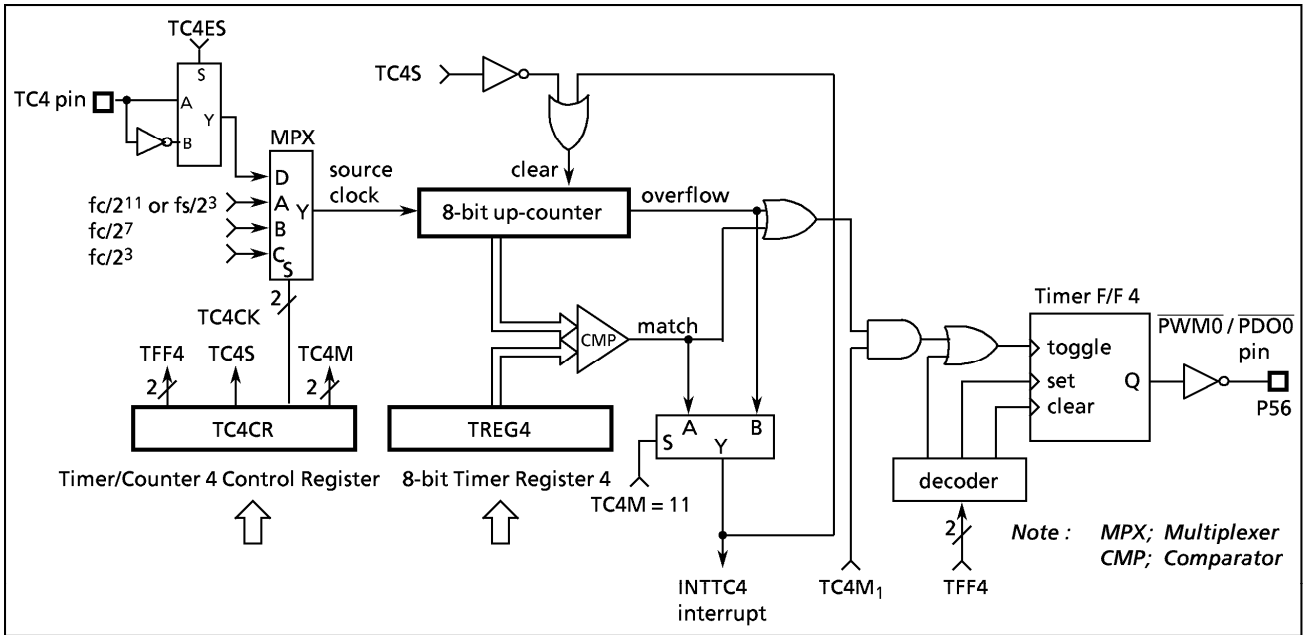 TC4ES
S
TC4 pin
A
Y
B
MPX
D
fc/2¹¹ or fs/2³
A
Y
fc/2⁷
B
fc/2³
C
S
2
TC4CK
source
clock
TC4S
clear
8-bit up-counter
overflow
CMP
match
TFF4
TC4S
TC4M
2
2
TC4CR
Timer/Counter 4 Control Register
TREG4
8-bit Timer Register 4
A
B
S
Y
TC4M = 11
INTTC4
interrupt
TC4M₁
Timer F/F 4
toggle
set
Q
clear
P̅W̅M̅0̅ / P̅D̅O̅0̅
pin
P56
decoder
2
TFF4
Note : MPX; Multiplexer
CMP; Comparator